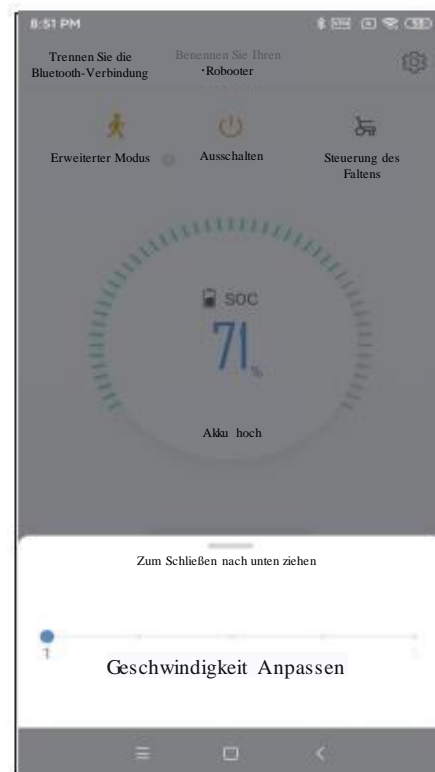 8:51 PM
Trennen Sie die
Bluetooth-Verbindung
Benennen Sie Ihren
·Robooter
Erweiterter Modus
Ausschalten
Steuerung des
Faltens
SOC
71%
Akku hoch
Zum Schließen nach unten ziehen
1
Geschwindigkeit Anpassen